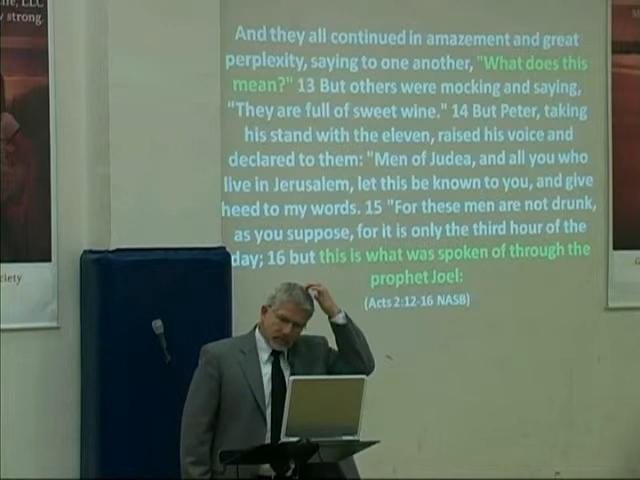 And they all continued in amazement and great
perplexity, saying to one another, "What does this
mean?" 13 But others were mocking and saying,
"They are full of sweet wine." 14 But Peter, taking
his stand with the eleven, raised his voice and
declared to them: "Men of Judea, and all you who
live in Jerusalem, let this be known to you, and give
heed to my words. 15 "For these men are not drunk,
as you suppose, for it is only the third hour of the
day; 16 but this is what was spoken of through the
prophet Joel:
(Acts 2:12-16 NASB)
LLC
strong
ciety